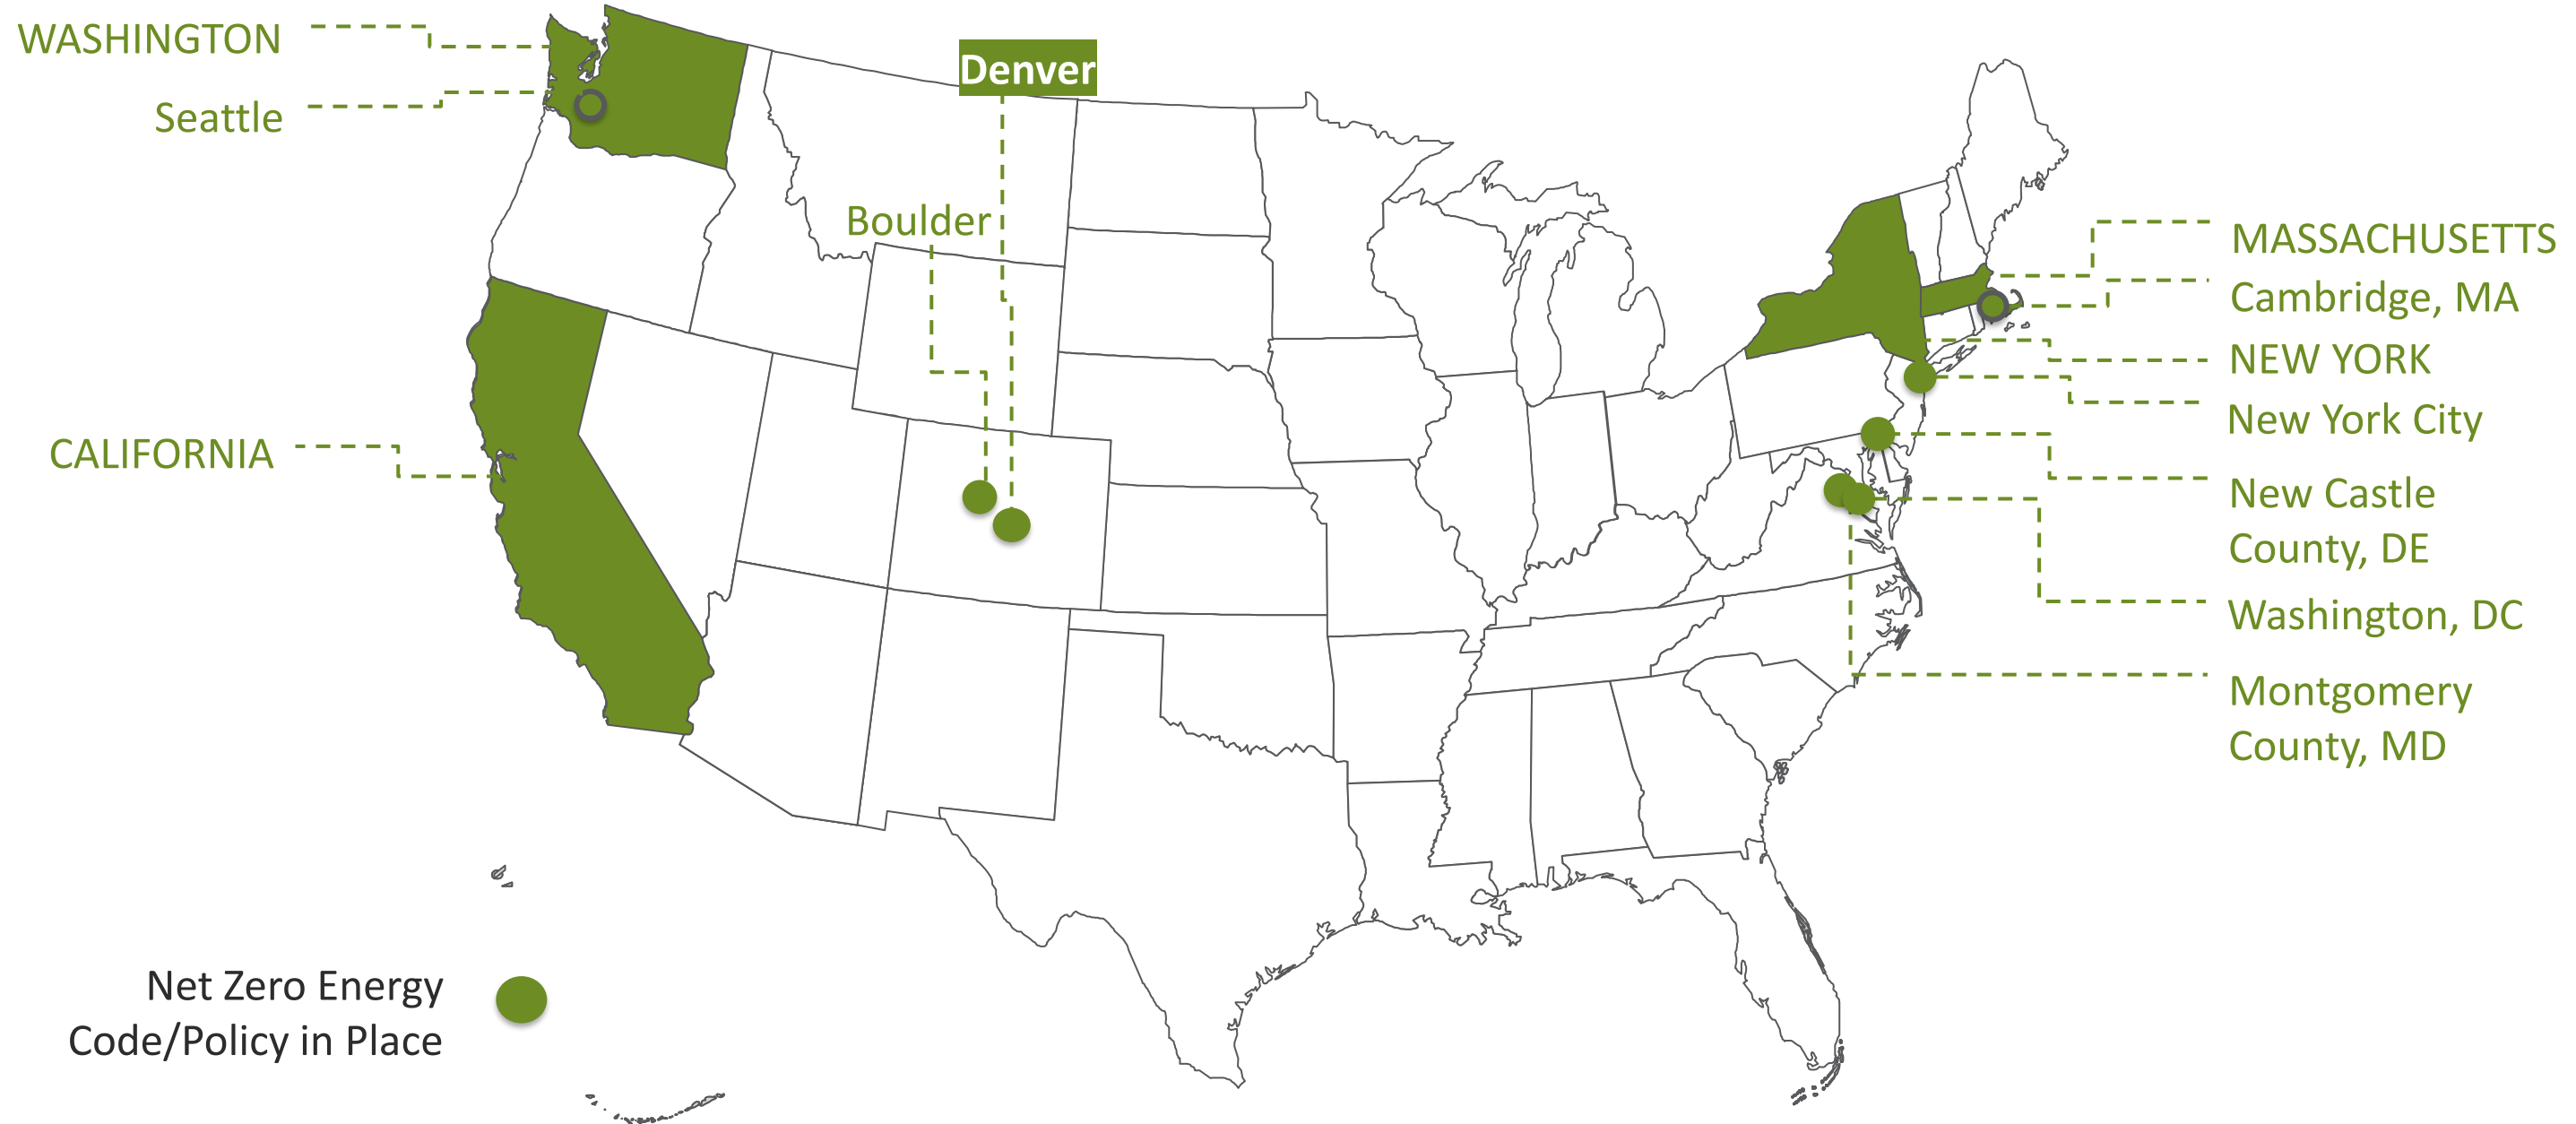 WASHINGTON
Seattle
Denver
Boulder
CALIFORNIA
MASSACHUSETTS
Cambridge, MA
NEW YORK
New York City
New Castle
County, DE
Washington, DC
Montgomery
County, MD
Net Zero Energy
Code/Policy in Place